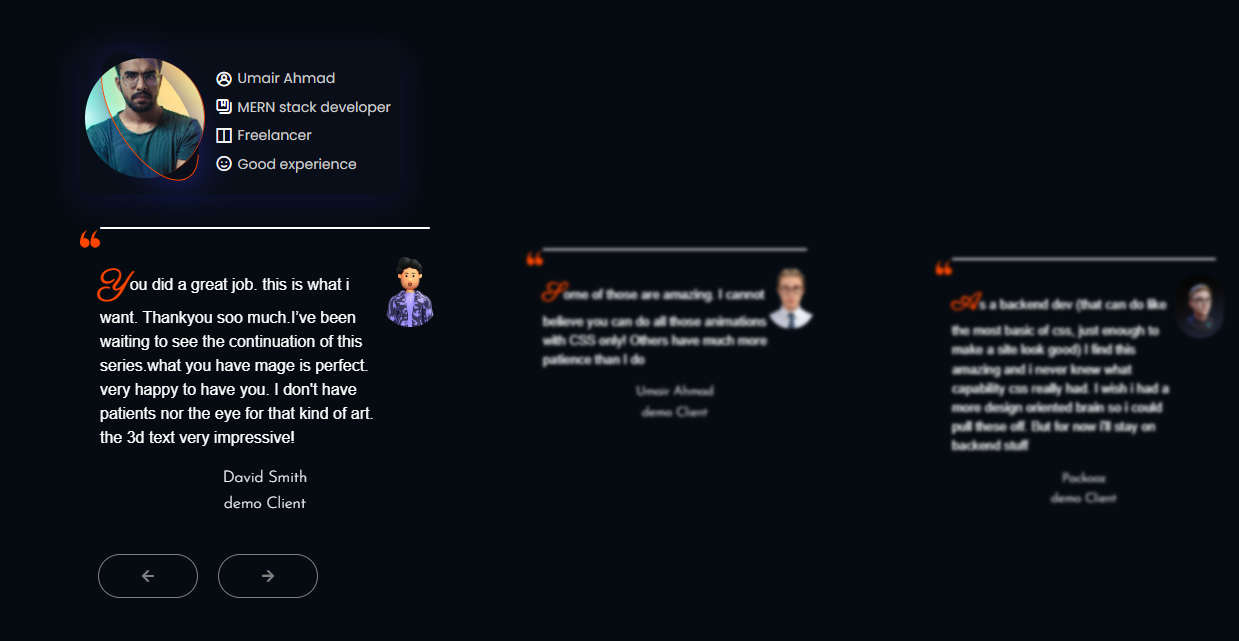 Umair Ahmad
MERN stack developer
Freelancer
Good experience
❝
You did a great job. this is what i
want. Thankyou soo much.I've been
waiting to see the continuation of this
series.what you have mage is perfect.
very happy to have you. I don't have
patients nor the eye for that kind of art.
the 3d text very impressive!
David Smith
demo Client
❝
Some of those are amazing. I cannot
believe you can do all those animations
with CSS only! Others have much more
patience than I do
Umair Ahmad
demo Client
❝
As a backend dev (that can do like
the most basic of css, just enough to
make a site look good) I find this
amazing and i never knew what
capability css really had. I wish i had a
more design oriented brain so i could
pull these off. But for now I'll stay on
backend stuff
demo Client